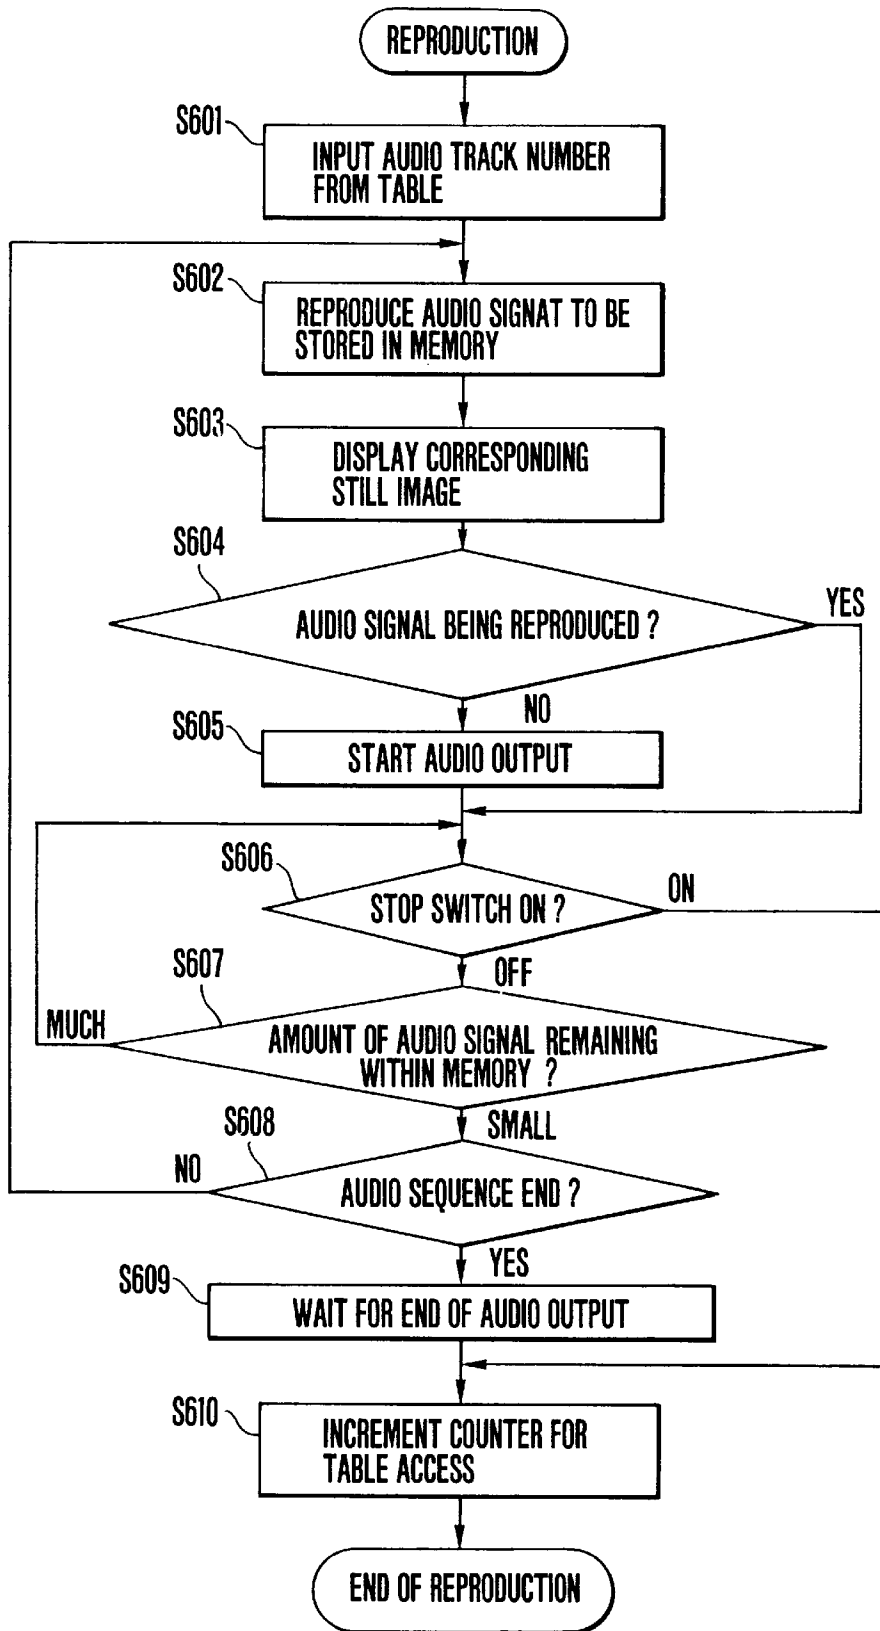 REPRODUCTION
S601
INPUT AUDIO TRACK NUMBER
FROM TABLE
S602
REPRODUCE AUDIO SIGNAT TO BE
STORED IN MEMORY
S603
DISPLAY CORRESPONDING
STILL IMAGE
S604
AUDIO SIGNAL BEING REPRODUCED ?
YES
NO
S605
START AUDIO OUTPUT
S606
STOP SWITCH ON ?
ON
OFF
S607
MUCH
AMOUNT OF AUDIO SIGNAL REMAINING
WITHIN MEMORY ?
SMALL
S608
NO
AUDIO SEQUENCE END ?
YES
S609
WAIT FOR END OF AUDIO OUTPUT
S610
INCREMENT COUNTER FOR
TABLE ACCESS
END OF REPRODUCTION